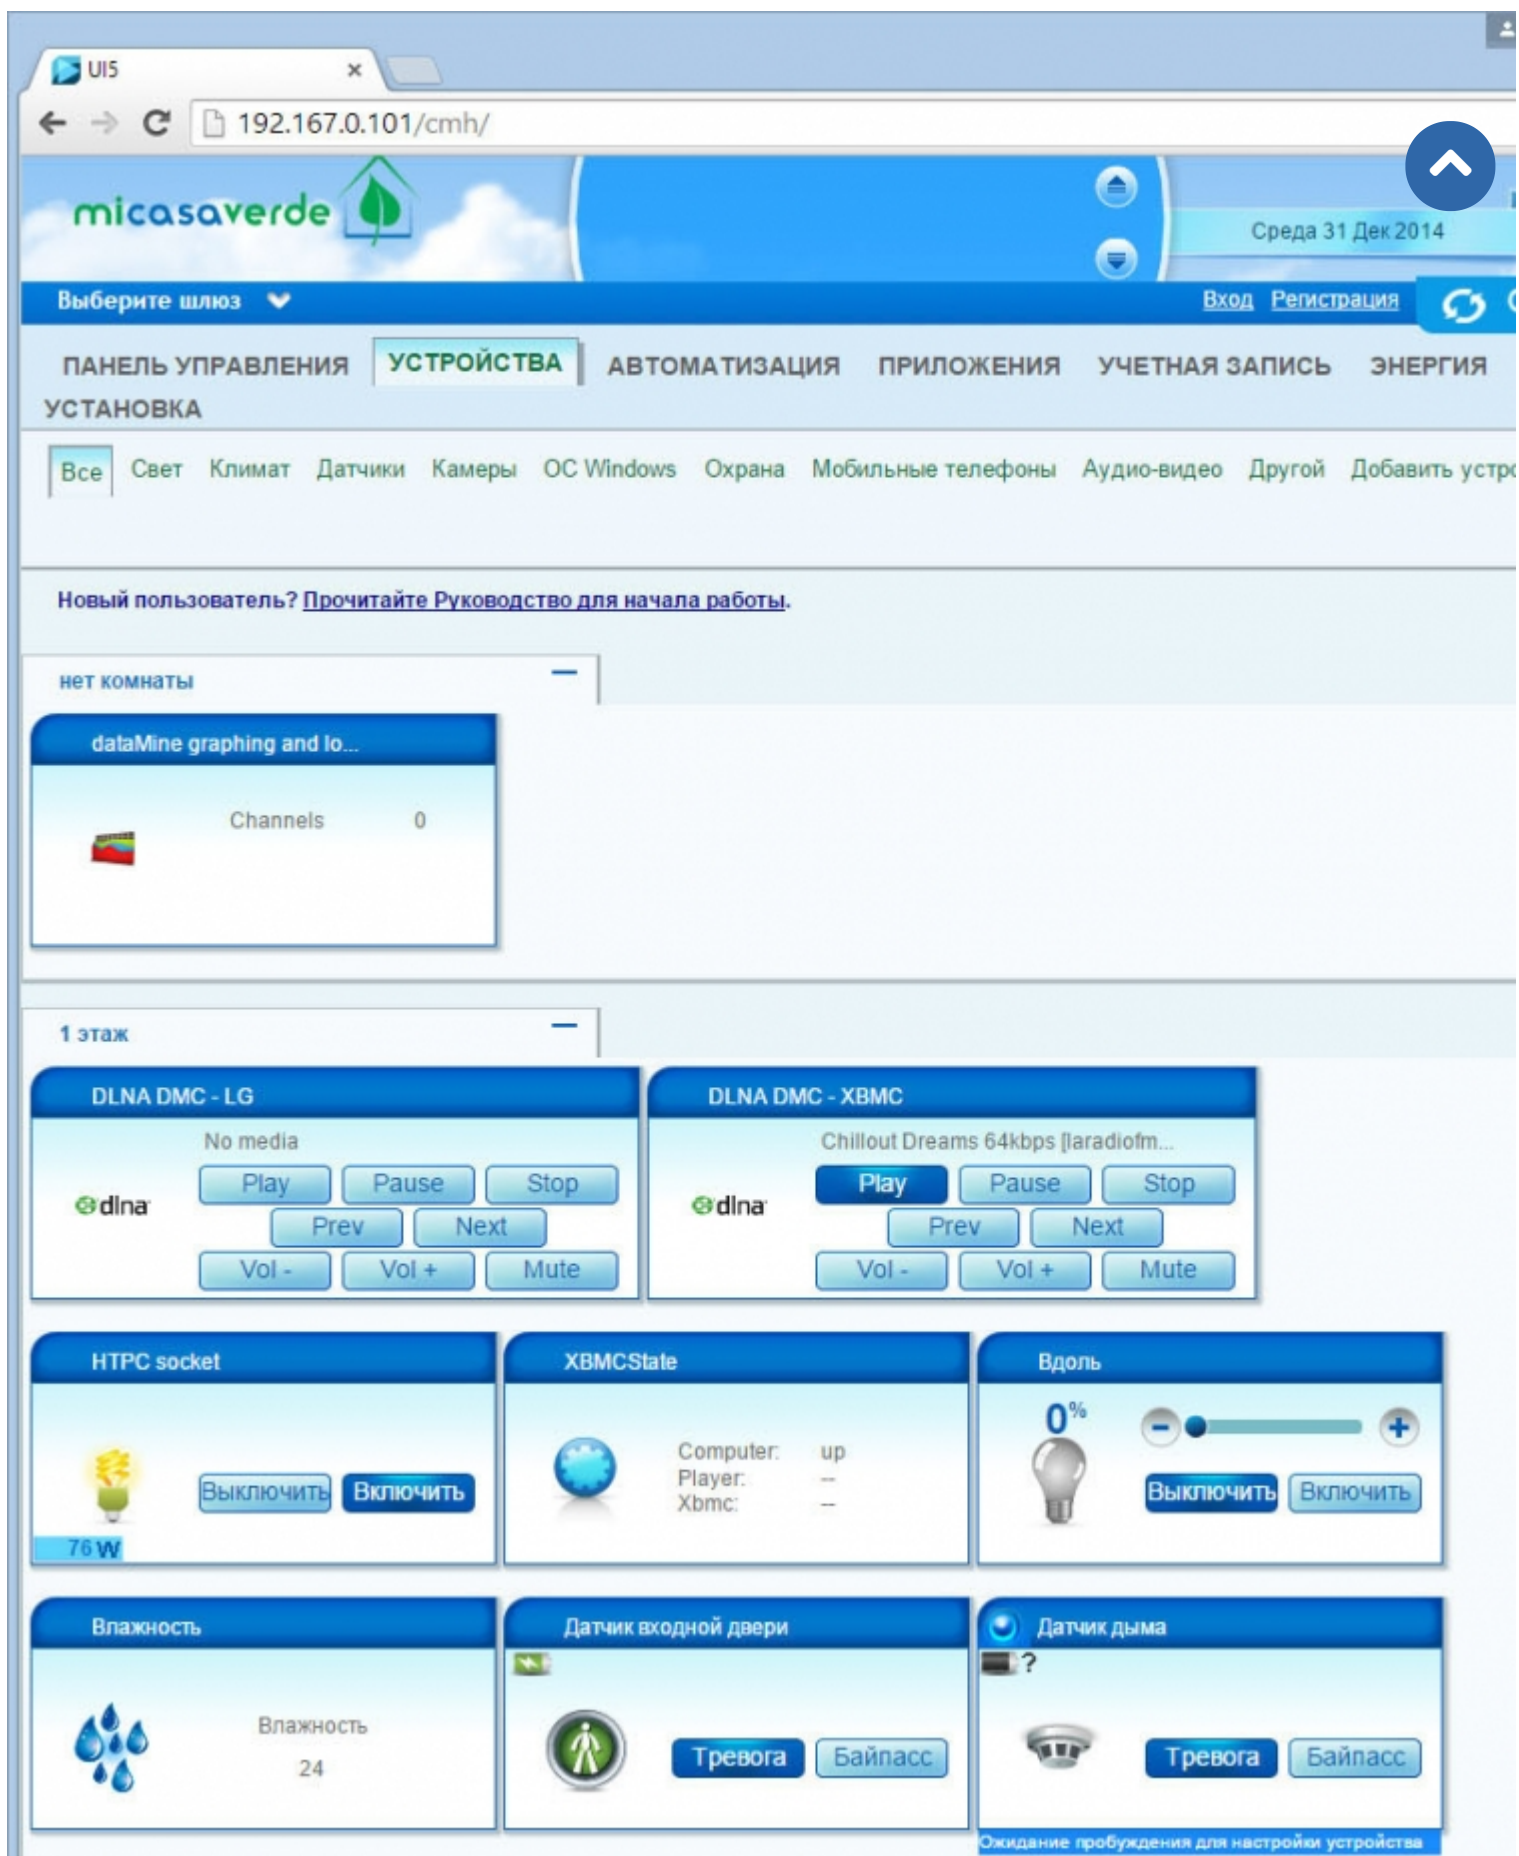 UI5
192.167.0.101/cmh/
micasaverde
Среда 31 Дек 2014
Выберите шлюз
Вход Регистрация
ПАНЕЛЬ УПРАВЛЕНИЯ УСТРОЙСТВА АВТОМАТИЗАЦИЯ ПРИЛОЖЕНИЯ УЧЕТНАЯ ЗАПИСЬ ЭНЕРГИЯ
УСТАНОВКА
Все Свет Климат Датчики Камеры ОС Windows Охрана Мобильные телефоны Аудио-видео Другой Добавить устро
Новый пользователь? Прочитайте Руководство для начала работы.
нет комнаты
dataMine graphing and lo...
Channels 0
1 этаж
DLNA DMC - LG DLNA DMC - XBMC
No media Chillout Dreams 64kbps [laradiofm...
Play Pause Stop Play Pause Stop
dlna dlna
Prev Next Prev Next
Vol - Vol + Mute Vol - Vol + Mute
HTPC socket XBMCState Вдоль
0%
Computer: up
Player: --
Выключить Включить Выключить Включить
Xbmc: --
76 W
Влажность Датчик входной двери Датчик дыма
?
Влажность
Тревога Байпасс Тревога Байпасс
24
Ожидание пробуждения для настройки устройства